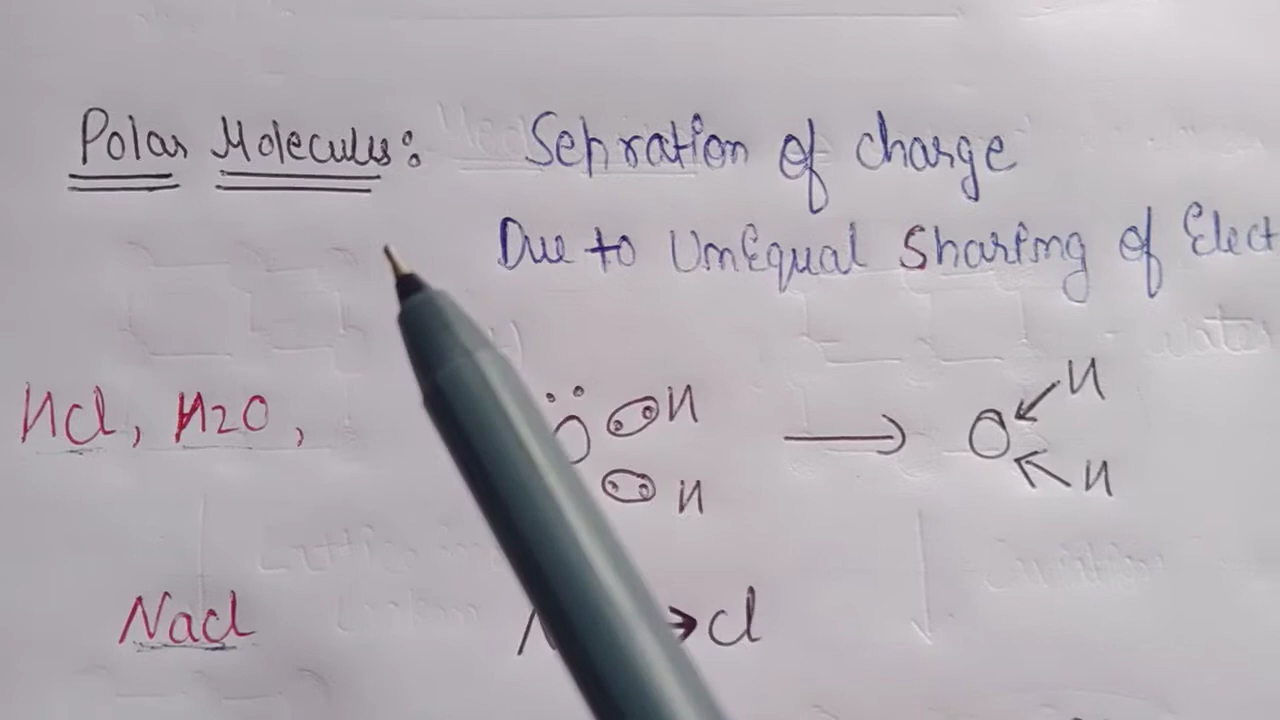 Polar Molecules: Sepration of charge
Due to UnEqual Sharing of Elect
HCl, H2O,
O H
H
O H
H
NaCl
Cl